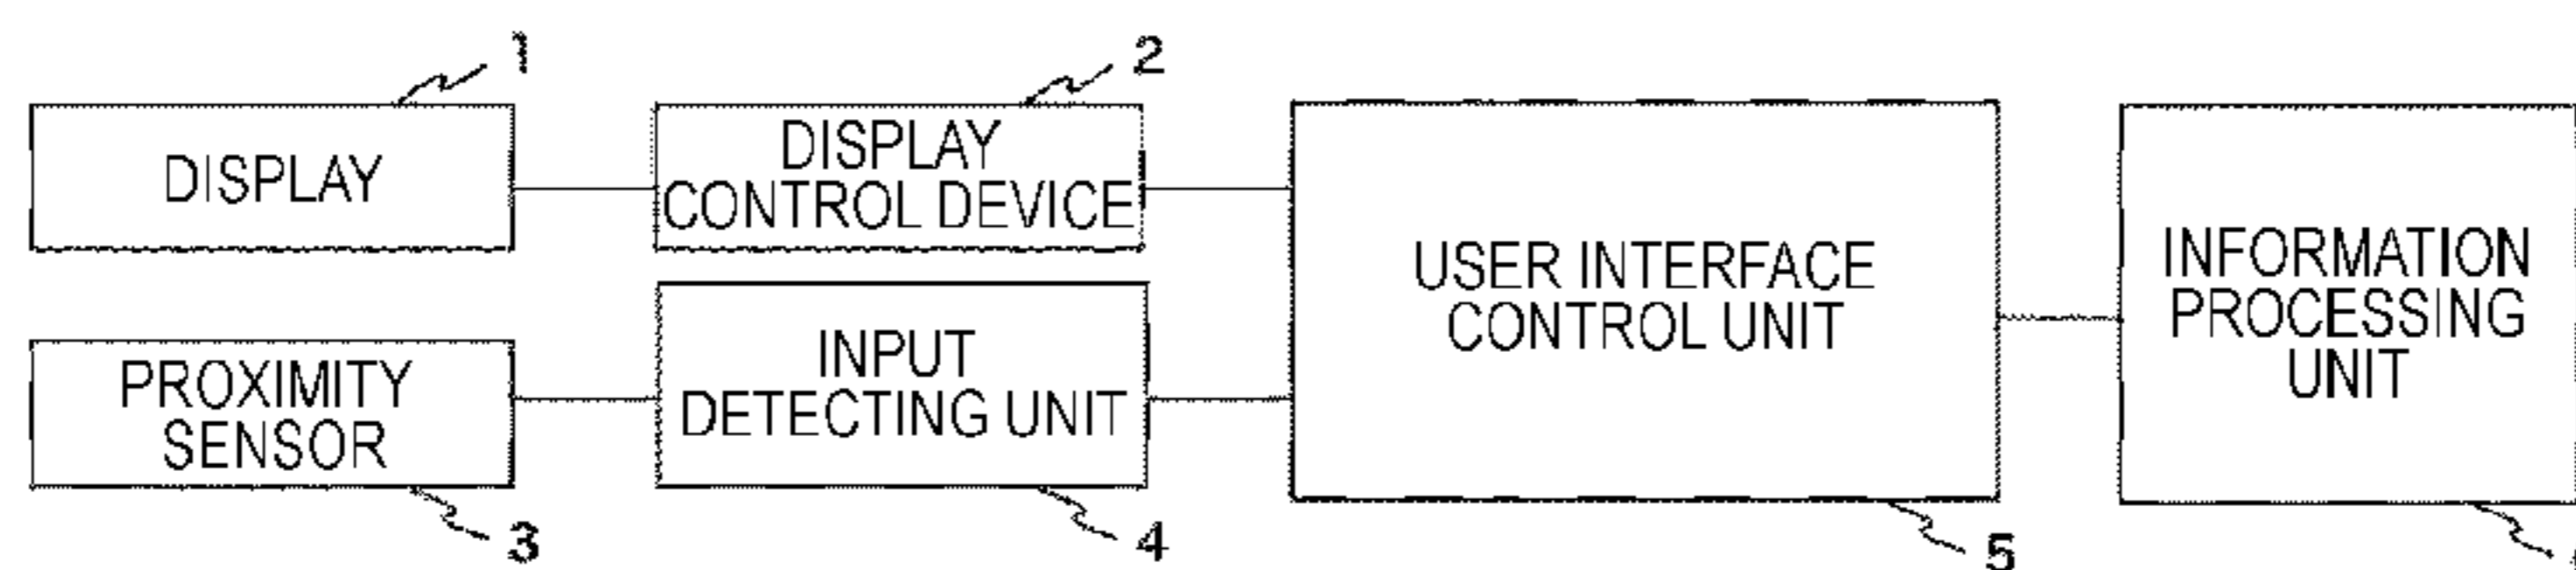 1
2
DISPLAY
DISPLAY
CONTROL DEVICE
USER INTERFACE
CONTROL UNIT
INFORMATION
PROCESSING
UNIT
PROXIMITY
SENSOR
INPUT
DETECTING UNIT
3
4
5